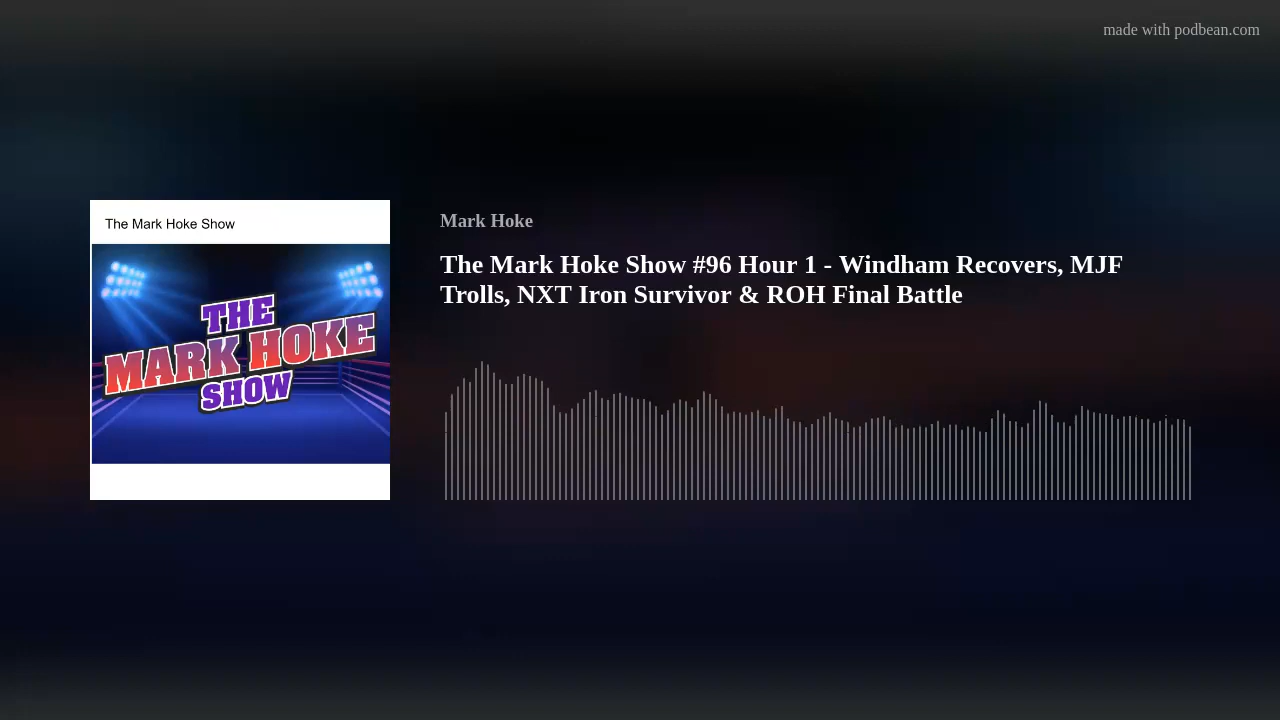 made with podbean.com
The Mark Hoke Show
THE
MARK HOKE
SHOW
Mark Hoke
The Mark Hoke Show #96 Hour 1 - Windham Recovers, MJF
Trolls, NXT Iron Survivor & ROH Final Battle